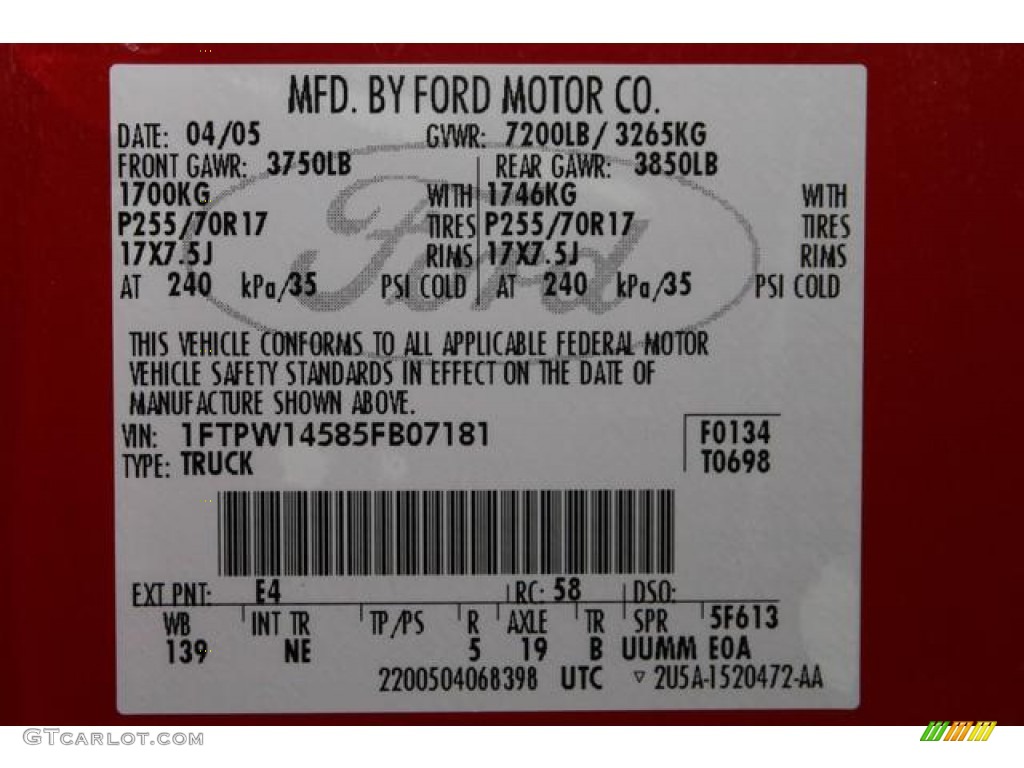 MFD. BY FORD MOTOR CO.
DATE: 04/05 GVWR: 7200LB/ 3265KG
FRONT GAWR: 3750LB REAR GAWR: 3850LB
1700KG WITH 1746KG WITH
P255/70R17 TIRES P255/70R17 TIRES
17X7.5J RIMS 17X7.5J RIMS
AT 240 kPa/35 PSI COLD AT 240 kPa/35 PSI COLD
Ford
THIS VEHICLE CONFORMS TO ALL APPLICABLE FEDERAL MOTOR
VEHICLE SAFETY STANDARDS IN EFFECT ON THE DATE OF
MANUFACTURE SHOWN ABOVE.
VIN: 1FTPW14585FB07181 F0134
TYPE: TRUCK T0698
EXT PNT: E4 RC: 58 DSO:
WB INT TR TP/PS R AXLE TR SPR 5F613
139 NE 5 19 B UUMM E0A
2200504068398 UTC ▽ 2U5A-1520472-AA
GTCARLOT.COM